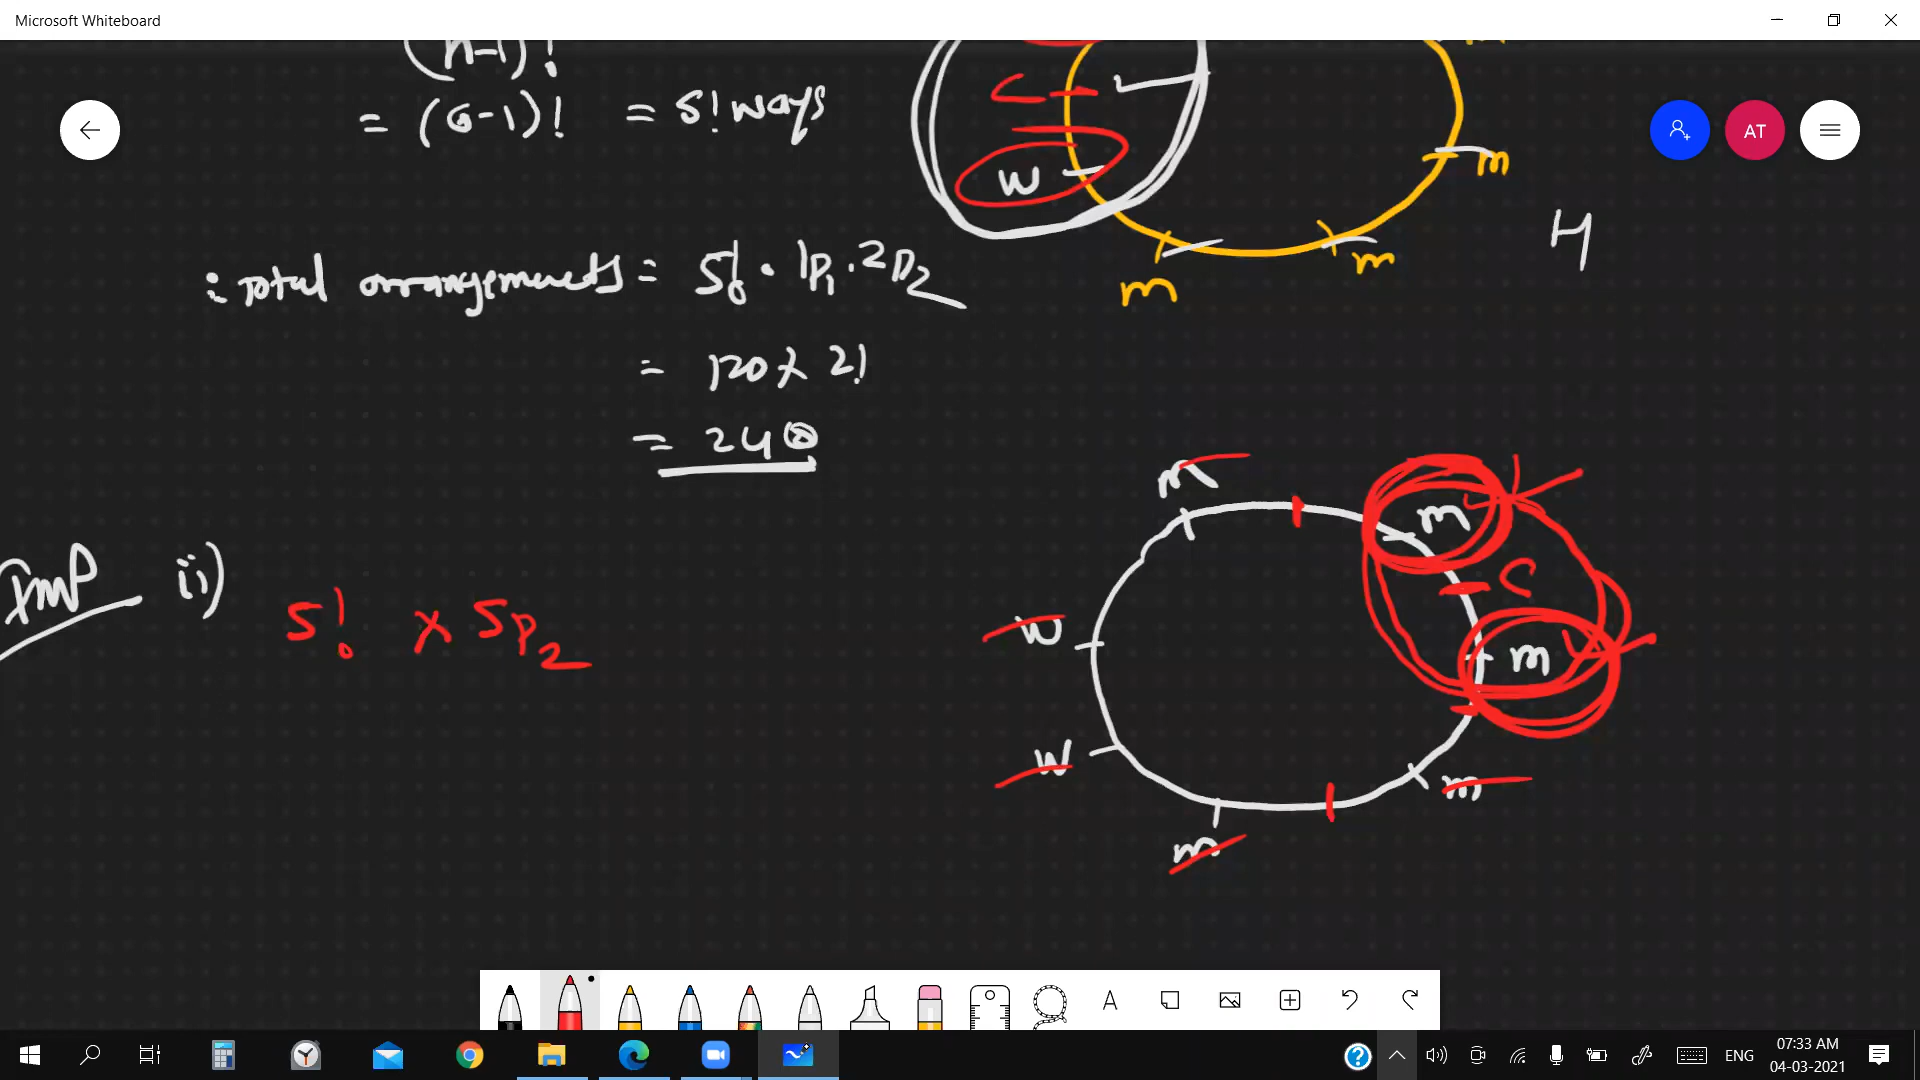 Microsoft Whiteboard
(n-1)!
= (6-1)! = 5! ways
C
W
m
m
m
4
AT
∴ Total arrangements = 5! . 1P1 . 2P2
= 120 x 2!
= 240
Imp ii) 5! x 5P2
m
m
C
W
m
W
m
m
A
ENG
07:33 AM
04-03-2021